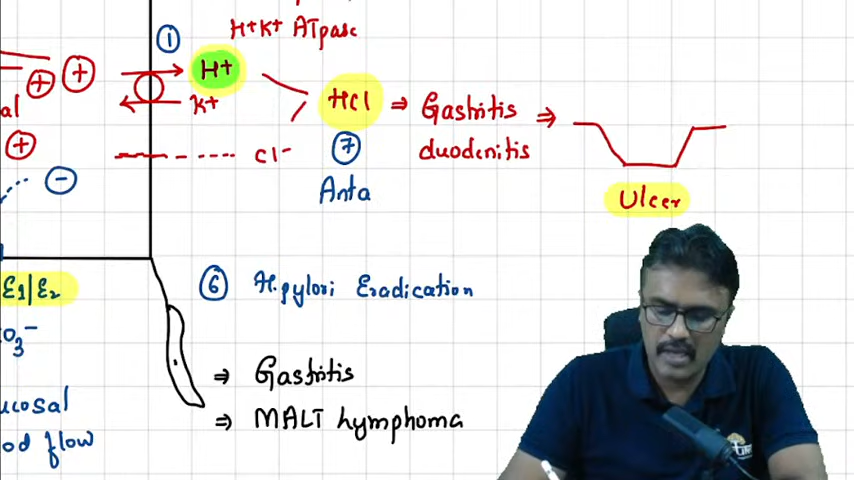 H+K+ ATpase
①
H+
+
+
al
K+
HCl
⇒ Gastritis ⇒
duodenitis
+
Cl-
⑦
−
Anta
Ulcer
E1/E2
⑥ H.pylori Eradication
O3-
⇒ Gastritis
ucosal
⇒ MALT lymphoma
od flow